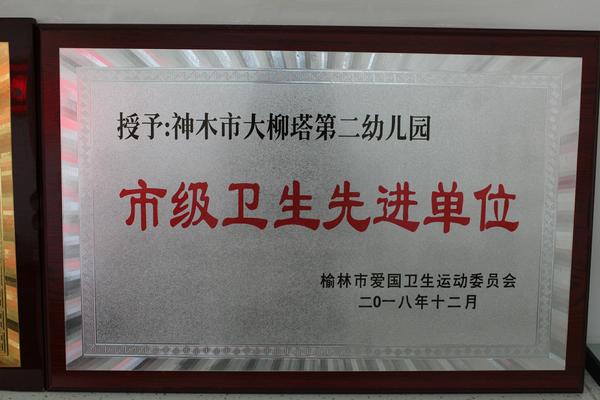 授予:神木市大柳塔第二幼儿园
市级卫生先进单位
榆林市爱国卫生运动委员会
二0一八年十二月